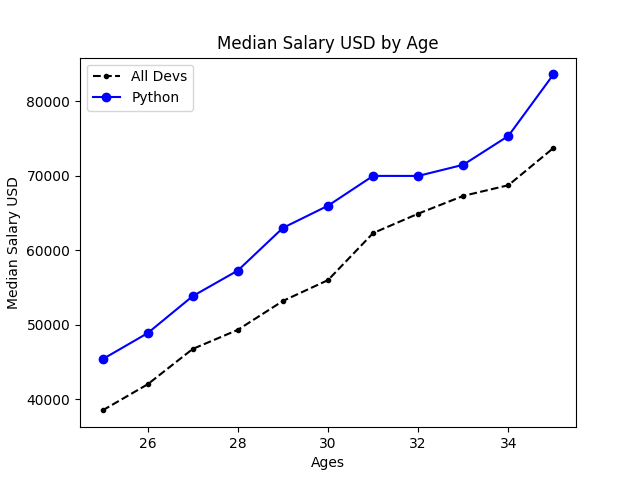 Median Salary USD by Age
All Devs
Python
80000
70000
60000
50000
40000
Median Salary USD
26 28 30 32 34
Ages